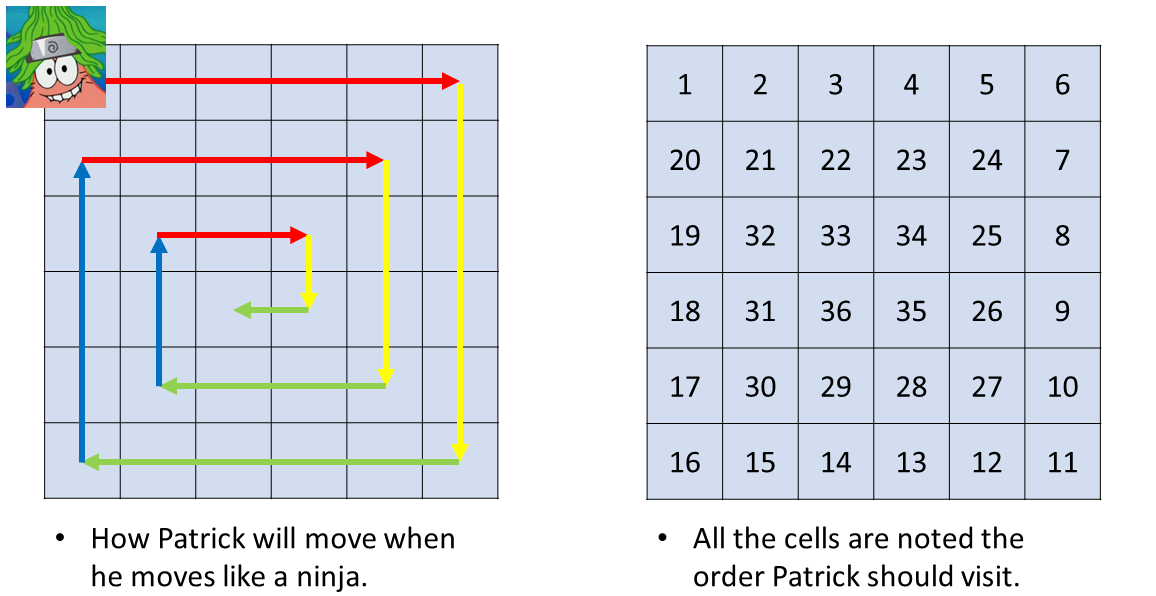 1 2 3 4 5 6
20 21 22 23 24 7
19 32 33 34 25 8
18 31 36 35 26 9
17 30 29 28 27 10
16 15 14 13 12 11
• How Patrick will move when
he moves like a ninja.
• All the cells are noted the
order Patrick should visit.